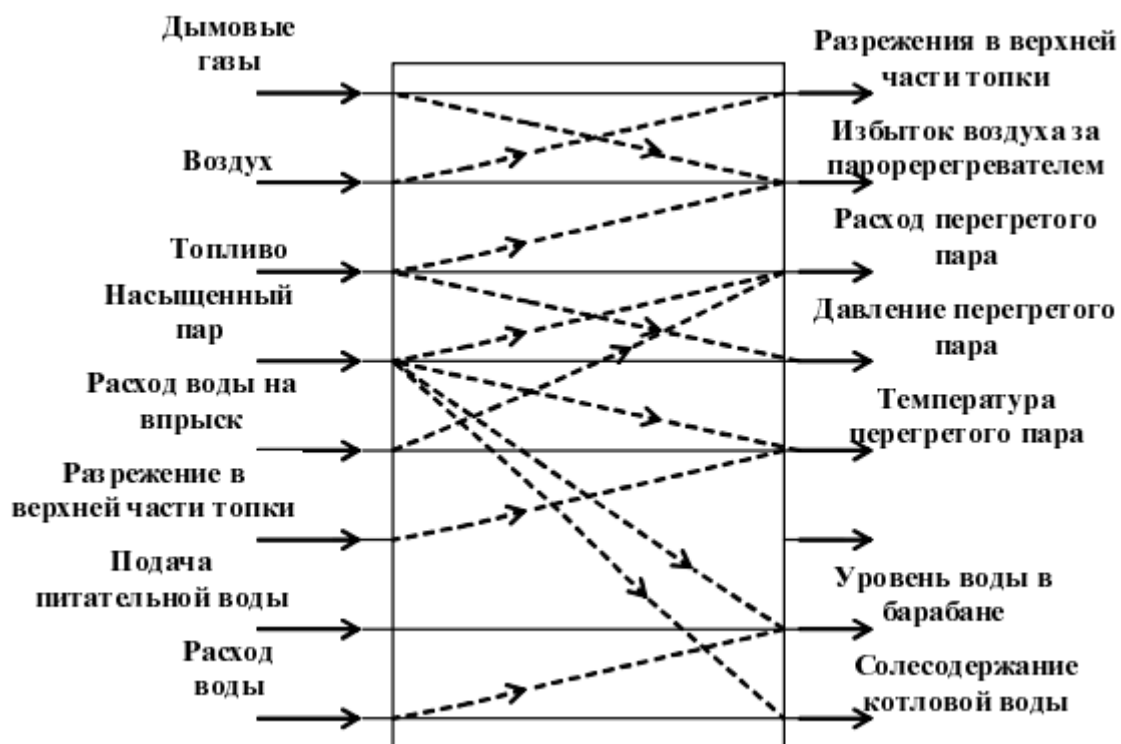 Дымовые
газы
Воздух
Топливо
Насыщенный
пар
Расход воды на
впрыск
Разрежение в
верхней части топки
Подача
питательной воды
Расход
воды
Разрежения в верхней
части топки
Избыток воздуха за
пароререгревателем
Расход перегретого
пара
Давление перегретого
пара
Температура
перегретого пара
Уровень воды в
барабане
Солесодержание
котловой воды